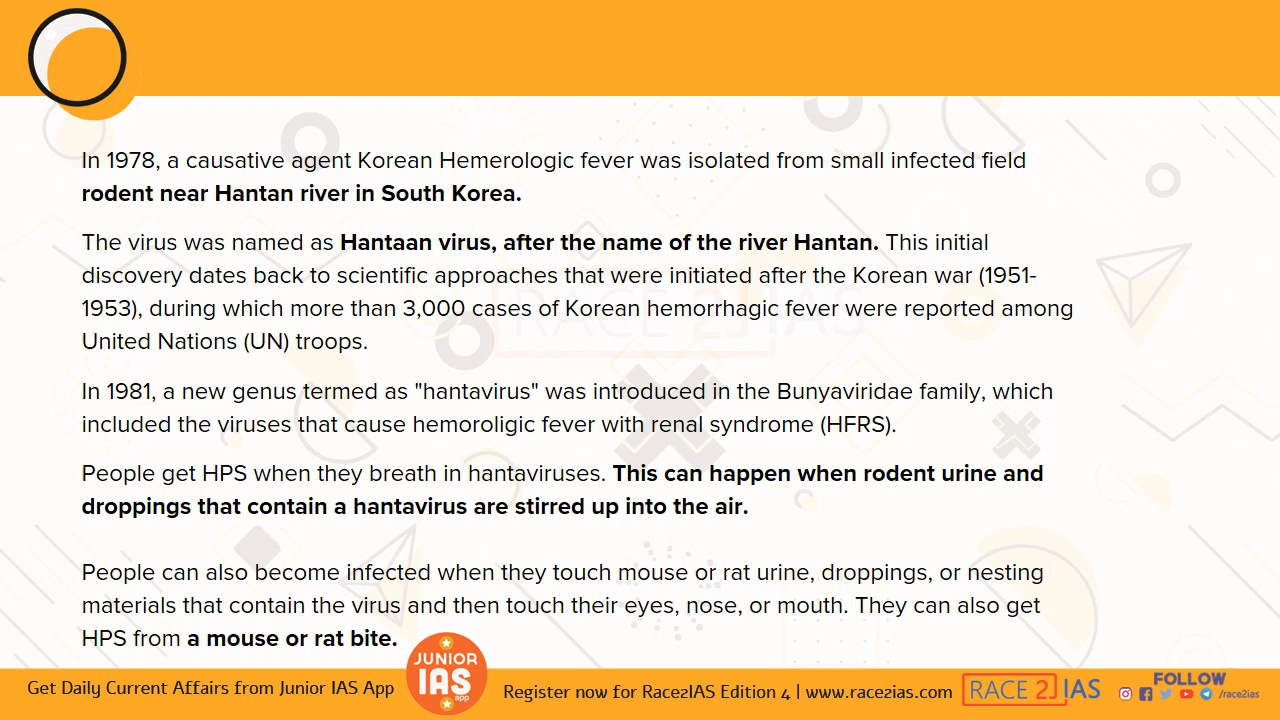 In 1978, a causative agent Korean Hemerologic fever was isolated from small infected field
rodent near Hantan river in South Korea.
The virus was named as Hantaan virus, after the name of the river Hantan. This initial
discovery dates back to scientific approaches that were initiated after the Korean war (1951-
1953), during which more than 3,000 cases of Korean hemorrhagic fever were reported among
United Nations (UN) troops.
RACE 2 IAS
In 1981, a new genus termed as "hantavirus" was introduced in the Bunyaviridae family, which
included the viruses that cause hemoroligic fever with renal syndrome (HFRS).
People get HPS when they breath in hantaviruses. This can happen when rodent urine and
droppings that contain a hantavirus are stirred up into the air.
People can also become infected when they touch mouse or rat urine, droppings, or nesting
materials that contain the virus and then touch their eyes, nose, or mouth. They can also get
HPS from a mouse or rat bite.
Get Daily Current Affairs from Junior IAS App
JUNIOR
IAS
app
Register now for Race2IAS Edition 4 | www.race2ias.com
RACE 2 IAS
FOLLOW
/race2ias